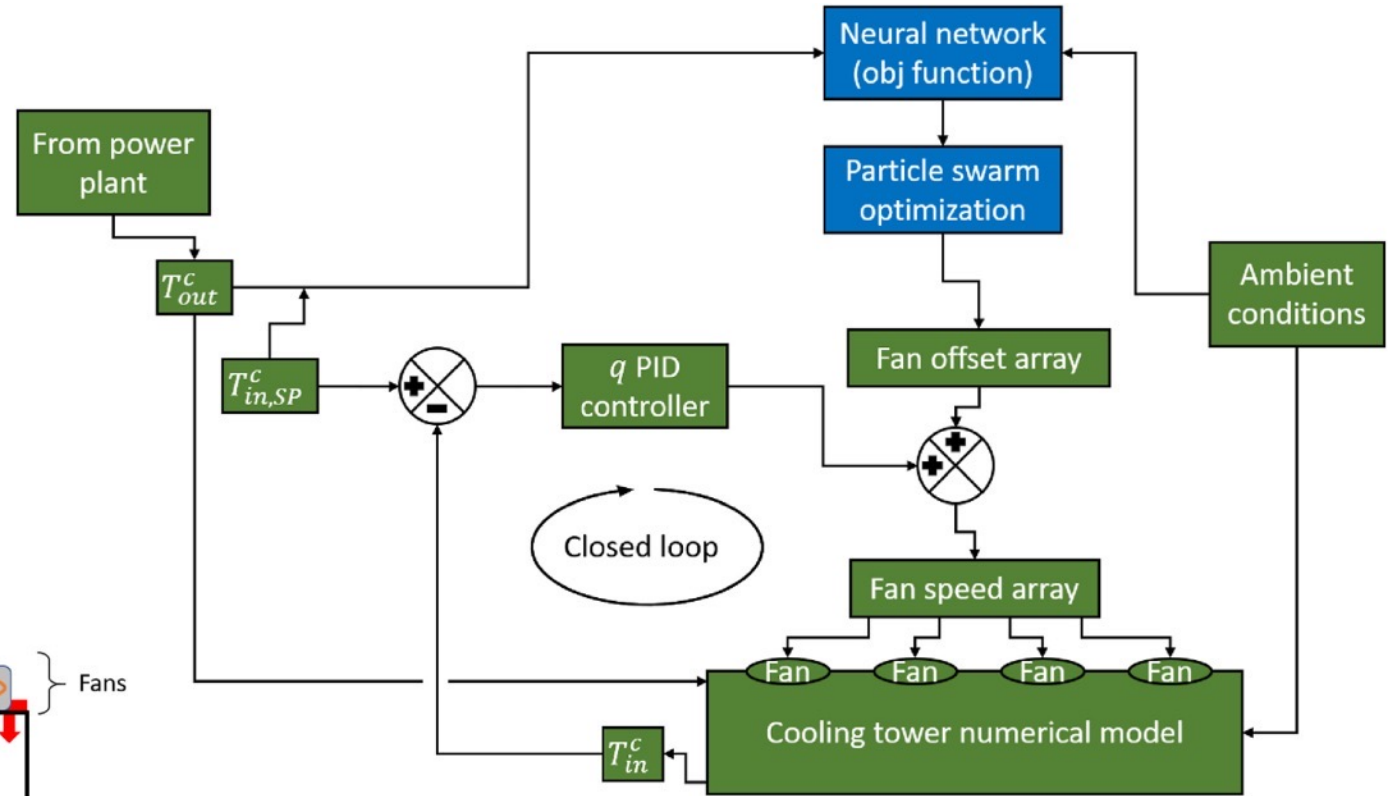 Neural network
(obj function)
From power
plant
Particle swarm
optimization
T^c_out
Ambient
conditions
Fan offset array
T^c_in,SP
q PID
controller
Closed loop
Fan speed array
Fans
Fan Fan Fan Fan
Cooling tower numerical model
T^c_in